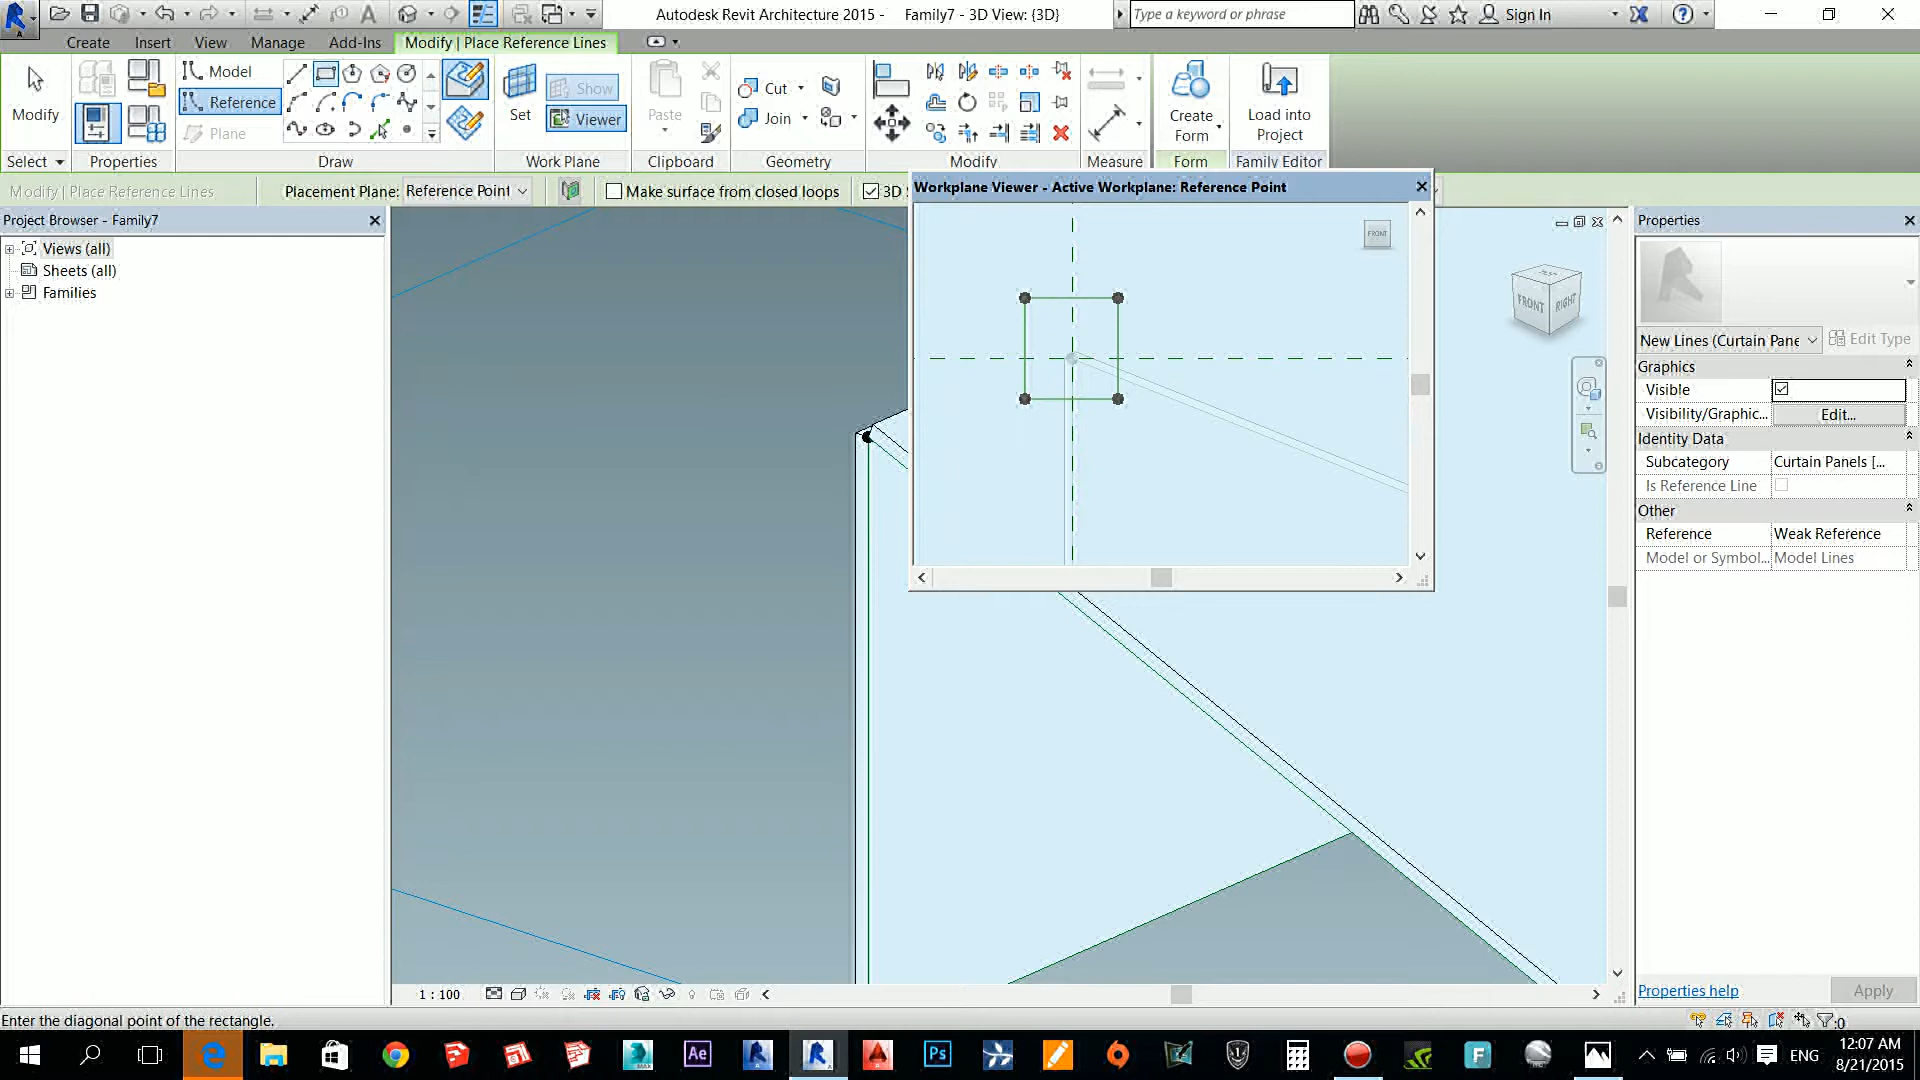 Autodesk Revit Architecture 2015 - Family7 - 3D View: {3D}
Type a keyword or phrase
Sign In
Create Insert View Manage Add-Ins Modify | Place Reference Lines
Modify
Model
Reference
Plane
Set
Show
Viewer
Paste
Cut
Join
Create Form
Load into Project
Select Properties Draw Work Plane Clipboard Geometry Modify Measure Form Family Editor
Modify | Place Reference Lines
Placement Plane: Reference Point
Make surface from closed loops
3D
Workplane Viewer - Active Workplane: Reference Point
FRONT
Project Browser - Family7
Views (all)
Sheets (all)
Families
FRONT
RIGHT
Properties
New Lines (Curtain Pane
Edit Type
Graphics
Visible
Visibility/Graphic... Edit...
Identity Data
Subcategory Curtain Panels [...
Is Reference Line
Other
Reference Weak Reference
Model or Symbol... Model Lines
Properties help
Apply
1 : 100
Enter the diagonal point of the rectangle.
:0
Ae
Ps
F
ENG
12:07 AM
8/21/2015